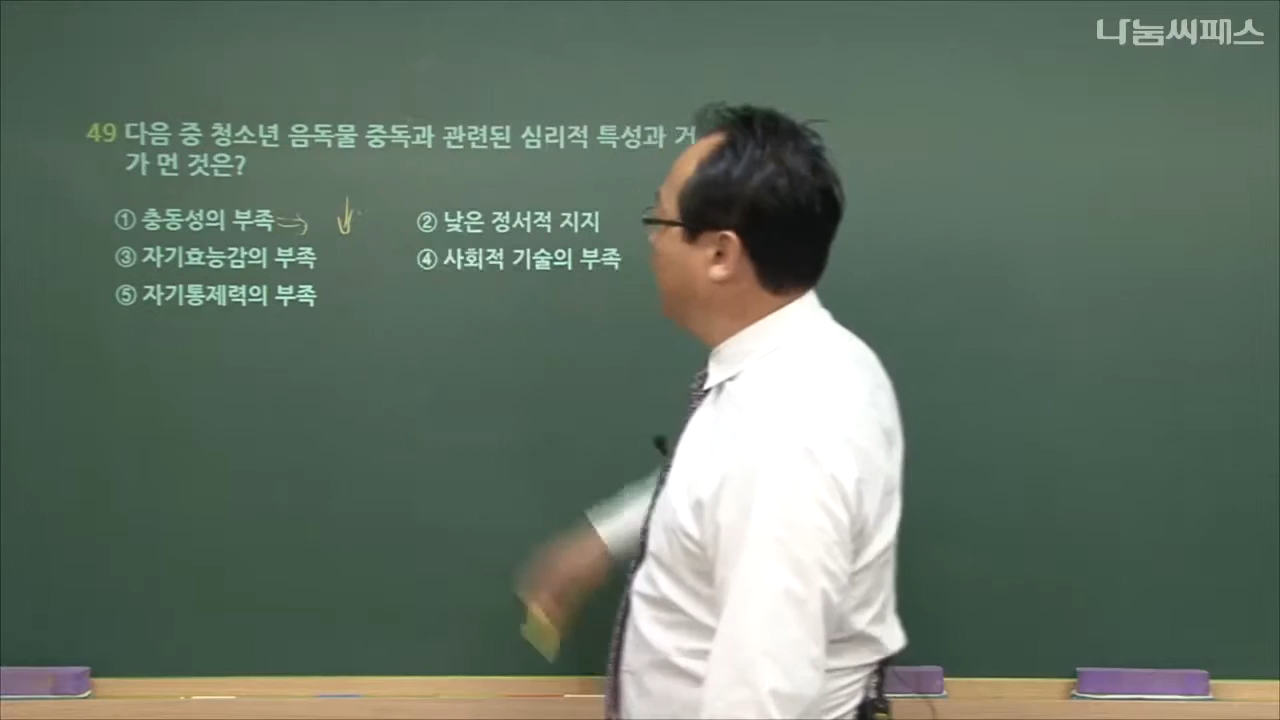 나눔씨패스
49 다음 중 청소년 음독물 중독과 관련된 심리적 특성과 거
가 먼 것은?
① 충동성의 부족 ② 낮은 정서적 지지
③ 자기효능감의 부족 ④ 사회적 기술의 부족
⑤ 자기통제력의 부족